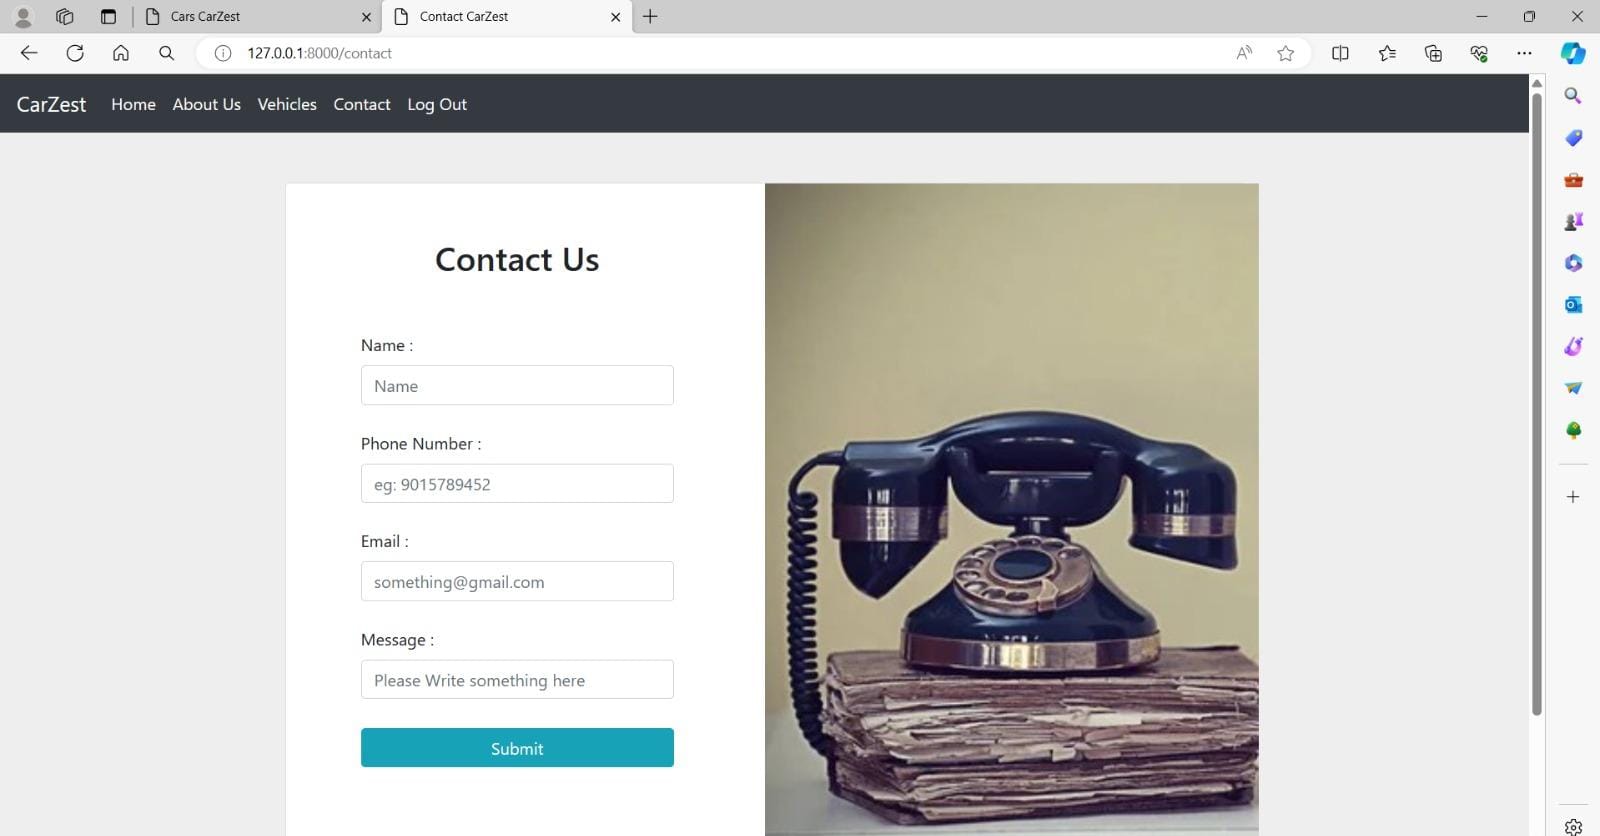 Cars CarZest
Contact CarZest
127.0.0.1:8000/contact
CarZest Home About Us Vehicles Contact Log Out
Contact Us
Name :
Name
Phone Number :
eg: 9015789452
Email :
something@gmail.com
Message :
Please Write something here
Submit